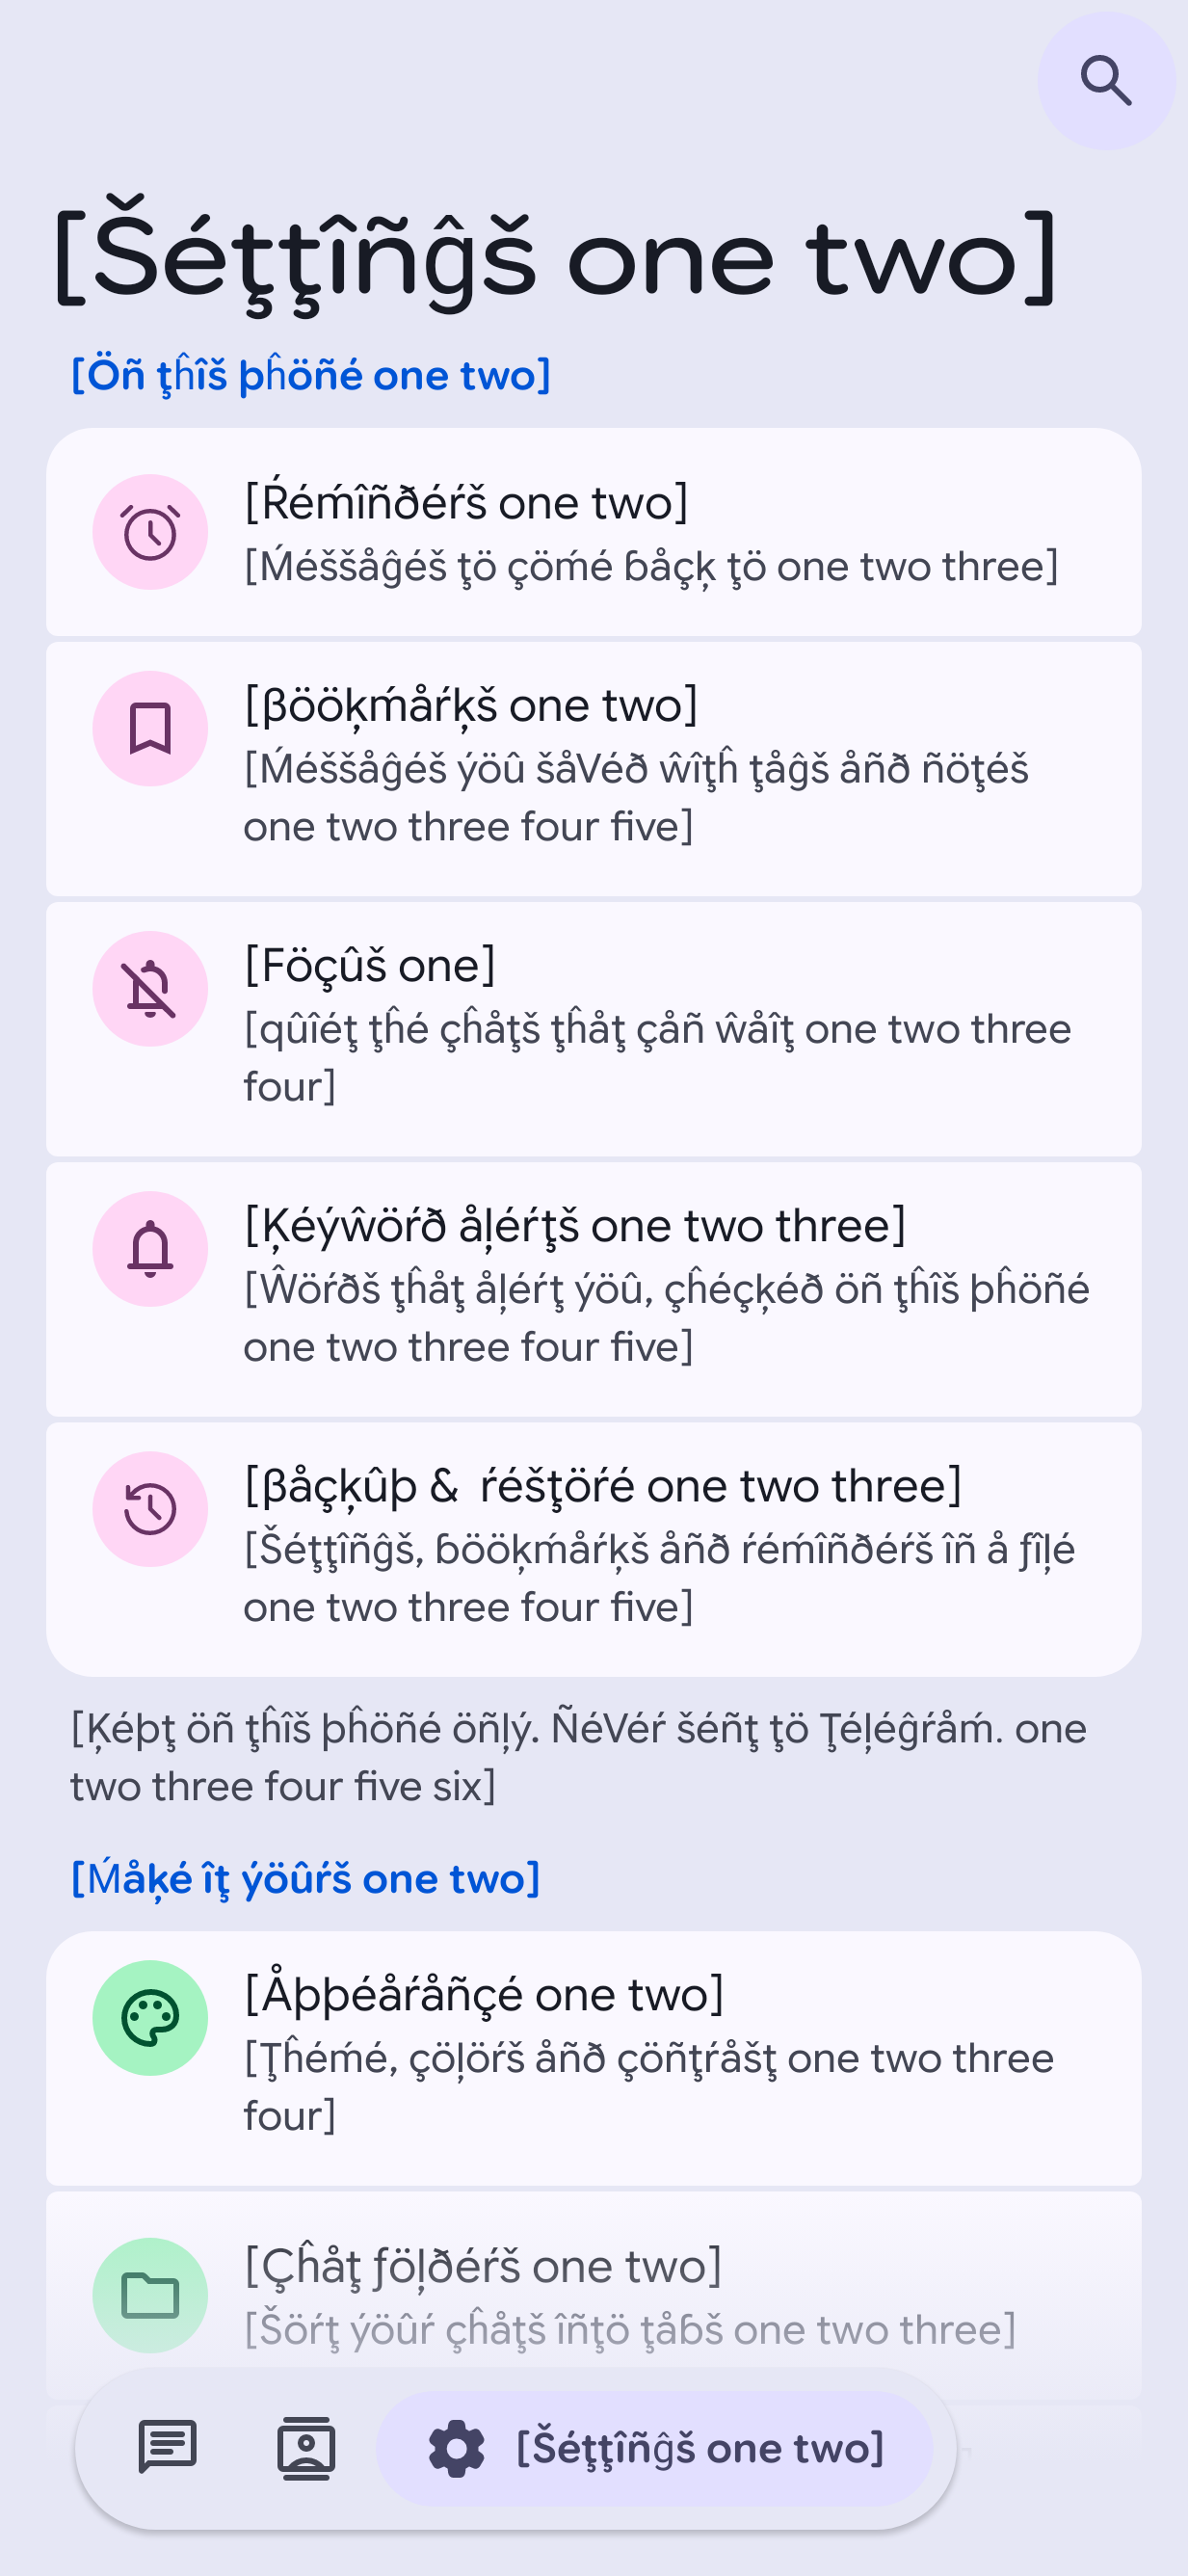 [Šéţţîñĝš one two]
[Öñ ţĥîš þĥöñé one two]
[Ŕéḿîñðéŕš one two]
[Ḿéššåĝéš ţö çöḿé ƃåçķ ţö one two three]
[βööķḿåŕķš one two]
[Ḿéššåĝéš ýöû šåVéð ŵîţĥ ţåĝš åñð ñöţéš
one two three four five]
[Föçûš one]
[qûîéţ ţĥé çĥåţš ţĥåţ çåñ ŵåîţ one two three
four]
[Ķéýŵöŕð åļéŕţš one two three]
[Ŵöŕðš ţĥåţ åļéŕţ ýöû, çĥéçķéð öñ ţĥîš þĥöñé
one two three four five]
[βåçķûþ &  ŕéšţöŕé one two three]
[Šéţţîñĝš, ƃööķḿåŕķš åñð ŕéḿîñðéŕš îñ å ƒîļé
one two three four five]
[Ķéþţ öñ ţĥîš þĥöñé öñļý. ÑéVéŕ šéñţ ţö Ţéļéĝŕåḿ. one
two three four five six]
[Ḿåķé îţ ýöûŕš one two]
[Åþþéåŕåñçé one two]
[Ţĥéḿé, çöļöŕš åñð çöñţŕåšţ one two three
four]
[Çĥåţ ƒöļðéŕš one two]
[Šöŕţ ýöûŕ çĥåţš îñţö ţåƃš one two three]
[Šéţţîñĝš one two]